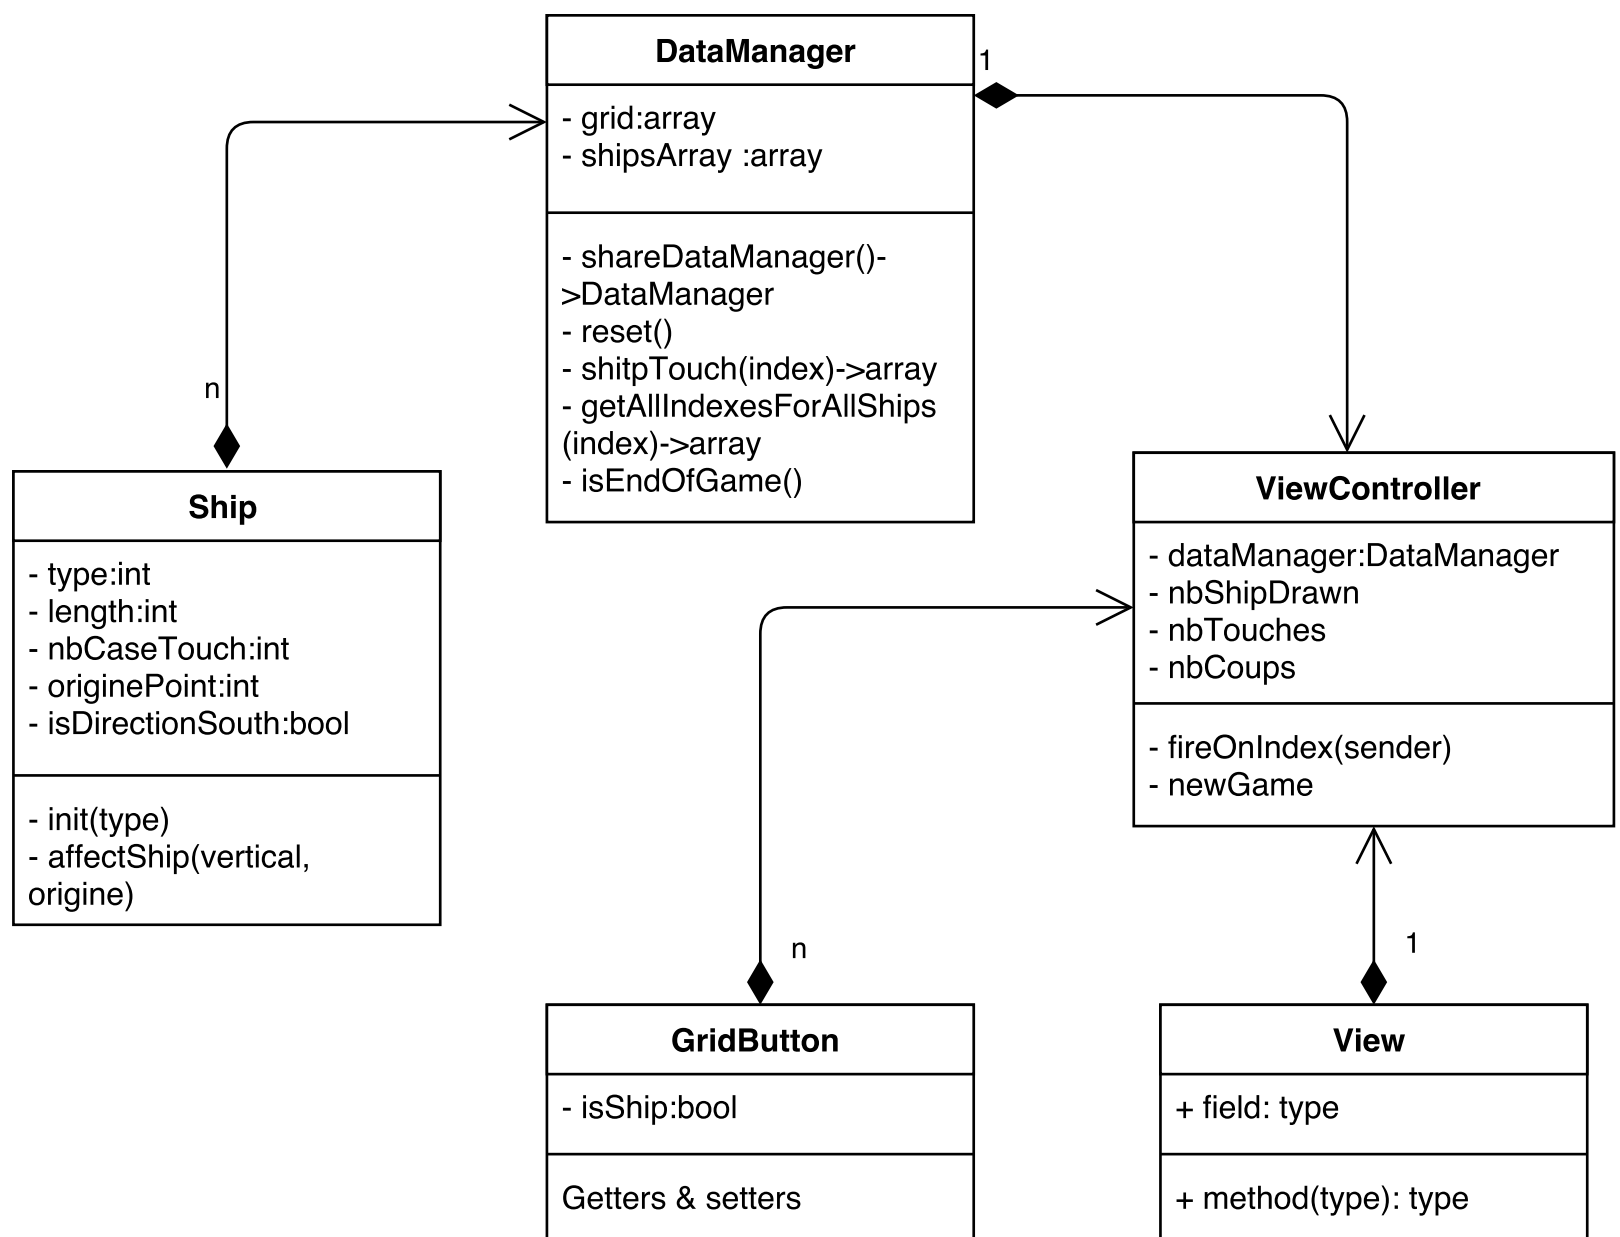 DataManager
1
- grid:array
- shipsArray :array
- shareDataManager()-
>DataManager
- reset()
- shitpTouch(index)->array
- getAllIndexesForAllShips
(index)->array
- isEndOfGame()
n
Ship
- type:int
- length:int
- nbCaseTouch:int
- originePoint:int
- isDirectionSouth:bool
- init(type)
- affectShip(vertical,
origine)
ViewController
- dataManager:DataManager
- nbShipDrawn
- nbTouches
- nbCoups
- fireOnIndex(sender)
- newGame
n
1
GridButton
- isShip:bool
Getters & setters
View
+ field: type
+ method(type): type